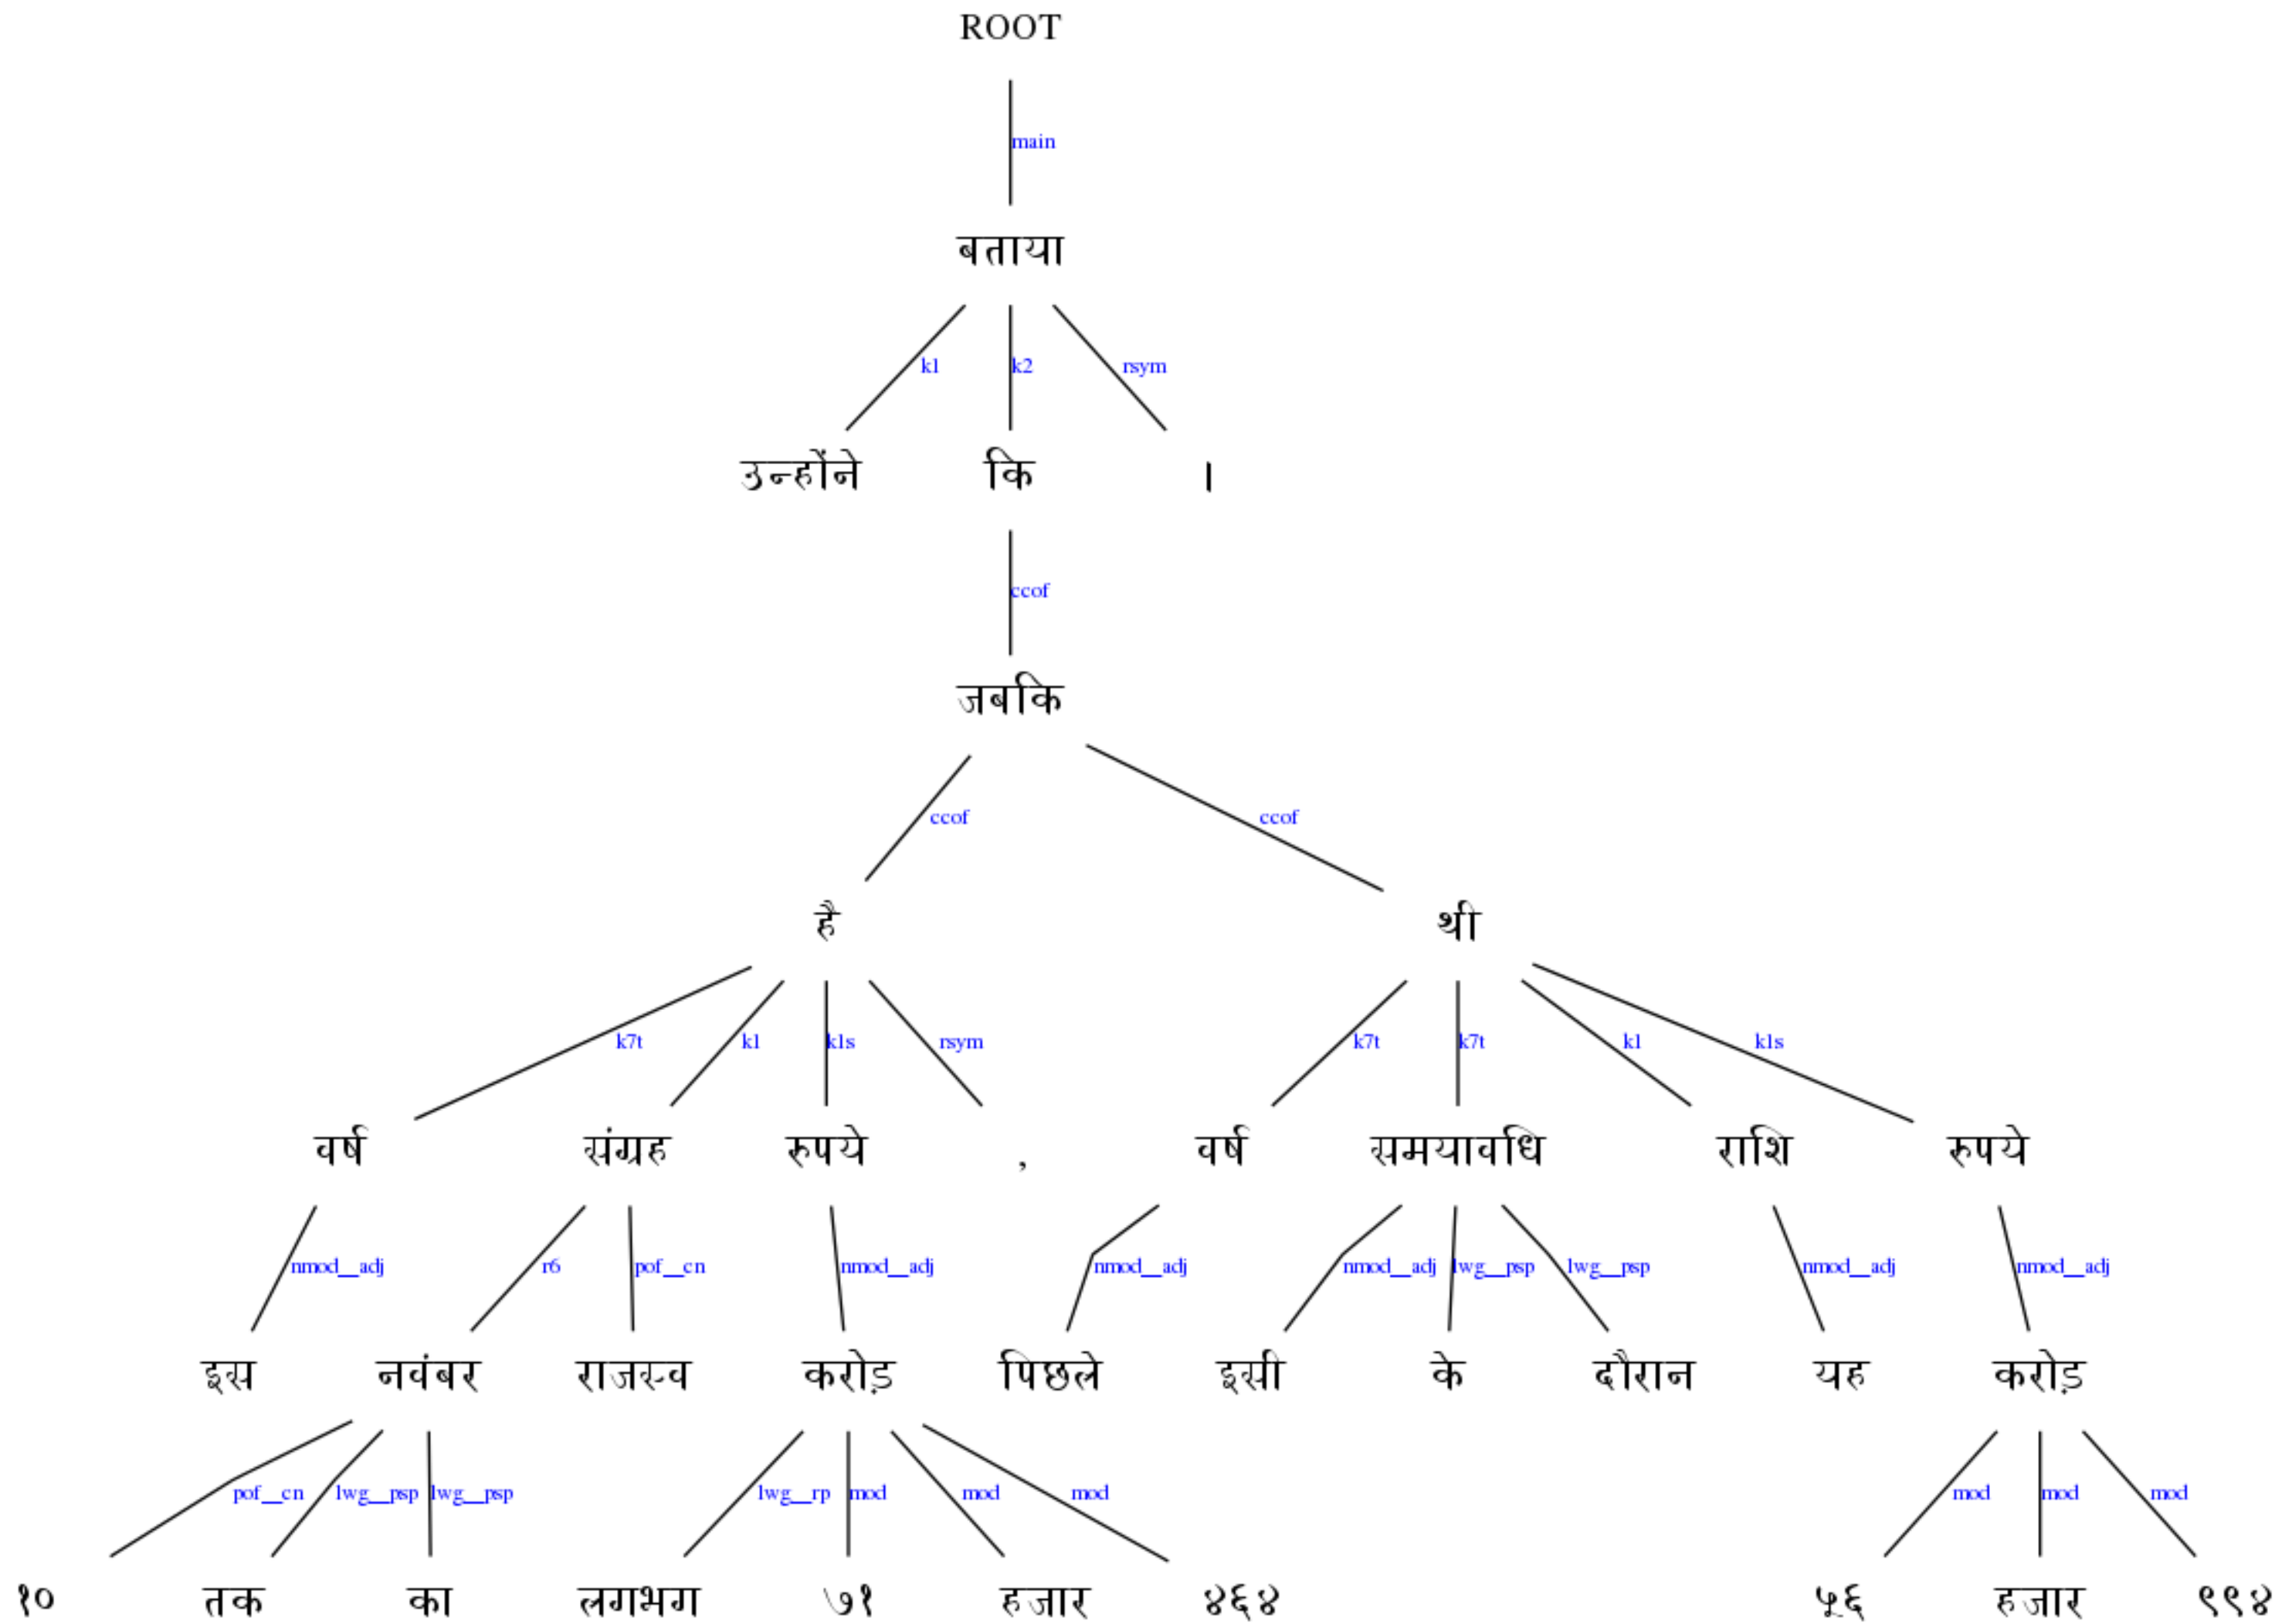 ROOT
main
बताया
k1 k2 rsym
उन्होंने कि ।
ccof
जबकि
ccof ccof
है थी
k7t k1 k1s rsym k7t k7t k1 k1s
वर्ष संग्रह रुपये , वर्ष समयावधि राशि रुपये
nmod__adj r6 pof__cn nmod__adj nmod__adj nmod__adj lwg__psp lwg__psp nmod__adj nmod__adj
इस नवंबर राजस्व करोड़ पिछले इसी के दौरान यह करोड़
pof__cn lwg__psp lwg__psp lwg__rp mod mod mod mod mod mod
१० तक का लगभग ७१ हजार ४६४ ५६ हजार ९९४